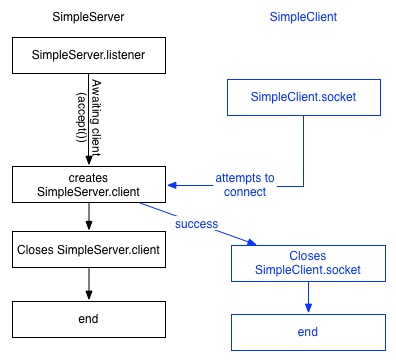 SimpleServer
SimpleClient
SimpleServer.listener
Awaiting client
(accept())
SimpleClient.socket
creates
SimpleServer.client
attempts to
connect
success
Closes SimpleServer.client
Closes
SimpleClient.socket
end
end